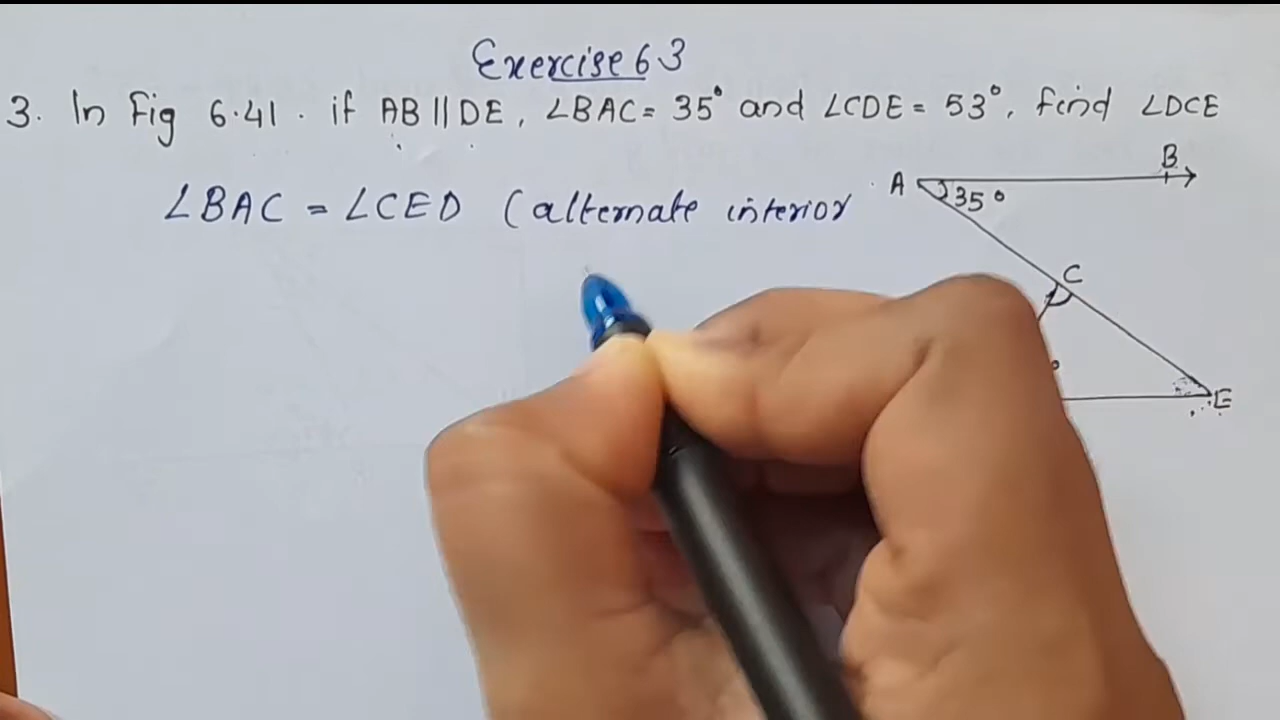 Exercise 6 3
3. In Fig 6.41. if AB || DE, ∠BAC = 35° and ∠CDE = 53°, find ∠DCE
∠BAC = ∠CED (alternate interior
A
B
35°
C
E